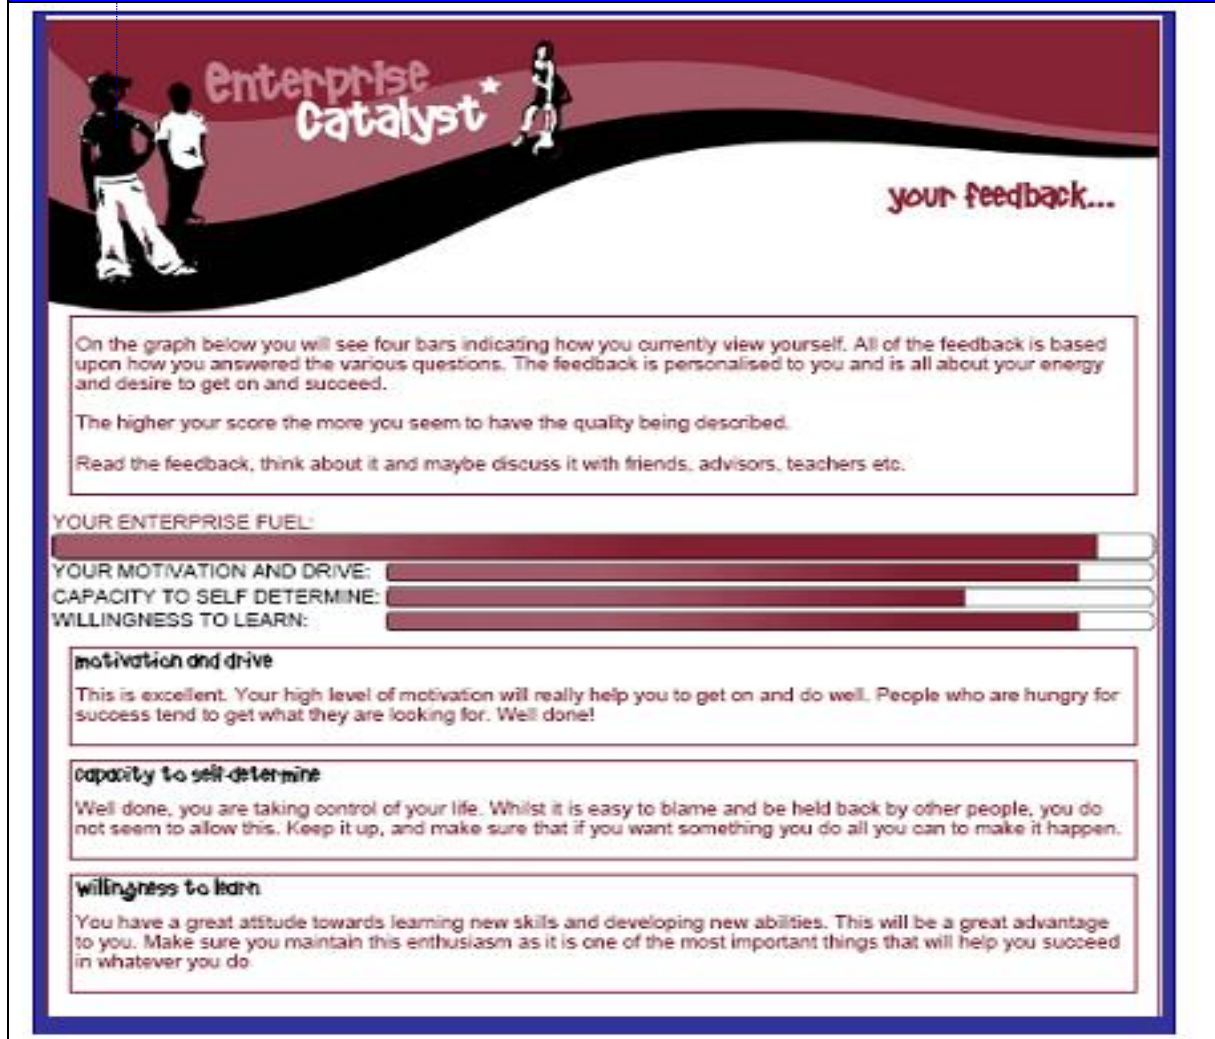 enterprise
catalyst
your feedback...
On the graph below you will see four bars indicating how you currently view yourself. All of the feedback is based
upon how you answered the various questions. The feedback is personalised to you and is all about your energy
and desire to get on and succeed.
The higher your score the more you seem to have the quality being described.
Read the feedback, think about it and maybe discuss it with friends, advisors, teachers etc.
YOUR ENTERPRISE FUEL:
YOUR MOTIVATION AND DRIVE:
CAPACITY TO SELF DETERMINE:
WILLINGNESS TO LEARN:
motivation and drive
This is excellent. Your high level of motivation will really help you to get on and do well. People who are hungry for
success tend to get what they are looking for. Well done!
capacity to self-determine
Well done, you are taking control of your life. Whilst it is easy to blame and be held back by other people, you do
not seem to allow this. Keep it up, and make sure that if you want something you do all you can to make it happen.
willingness to learn
You have a great attitude towards learning new skills and developing new abilities. This will be a great advantage
to you. Make sure you maintain this enthusiasm as it is one of the most important things that will help you succeed
in whatever you do